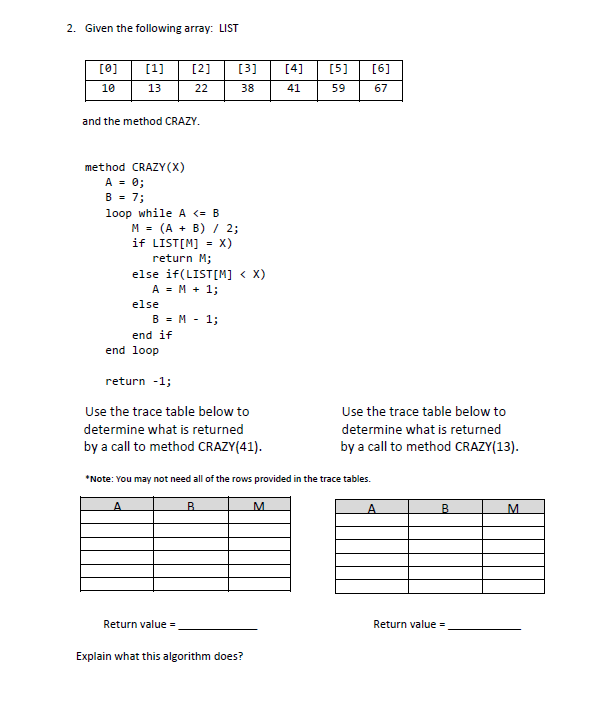 2. Given the following array: LIST
[0] [1] [2] [3] [4] [5] [6]
10 13 22 38 41 59 67
and the method CRAZY.
method CRAZY(X)
A = 0;
B = 7;
loop while A <= B
M = (A + B) / 2;
if LIST[M] = X)
return M;
else if(LIST[M] < X)
A = M + 1;
else
B = M - 1;
end if
end loop
return -1;
Use the trace table below to
determine what is returned
by a call to method CRAZY(41).
Use the trace table below to
determine what is returned
by a call to method CRAZY(13).
*Note: You may not need all of the rows provided in the trace tables.
A B M
A B M
Return value = _______________
Return value = _______________
Explain what this algorithm does?